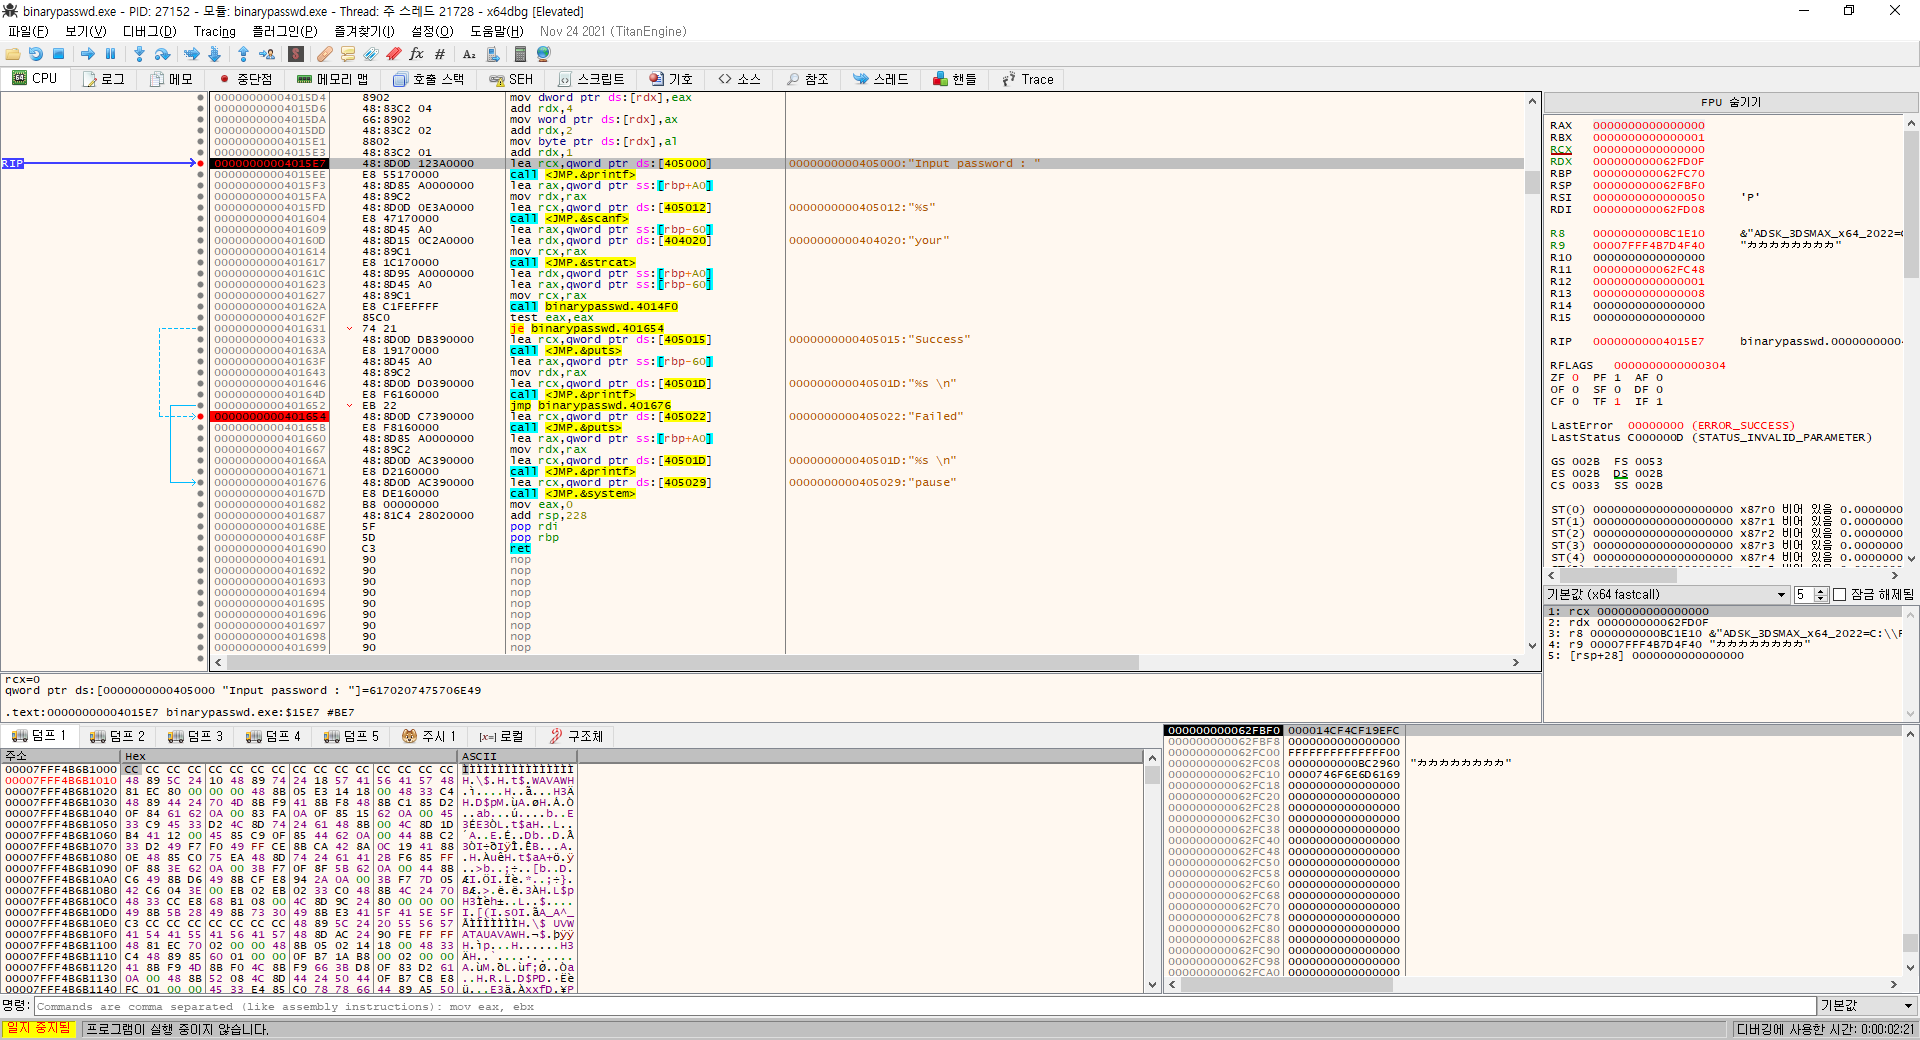 binarypasswd.exe - PID: 27152 - 모듈: binarypasswd.exe - Thread: 주 스레드 21728 - x64dbg [Elevated]
파일(F) 보기(V) 디버그(D) Tracing 플러그인(P) 즐겨찾기(I) 설정(O) 도움말(H) Nov 24 2021 (TitanEngine)
CPU 로그 메모 중단점 메모리 맵 호출 스택 SEH 스크립트 기호 소스 참조 스레드 핸들 Trace
00000000004015D4 8902 mov dword ptr ds:[rdx],eax
00000000004015D6 48:83C2 04 add rdx,4
00000000004015DA 66:8902 mov word ptr ds:[rdx],ax
00000000004015DD 48:83C2 02 add rdx,2
00000000004015E1 8802 mov byte ptr ds:[rdx],al
00000000004015E3 48:83C2 01 add rdx,1
RIP 00000000004015E7 48:8D0D 123A0000 lea rcx,qword ptr ds:[405000] 0000000000405000:"Input password : "
00000000004015EE E8 55170000 call <JMP.&printf>
00000000004015F3 48:8D85 A0000000 lea rax,qword ptr ss:[rbp+A0]
00000000004015FA 48:89C2 mov rdx,rax
00000000004015FD 48:8D0D 0E3A0000 lea rcx,qword ptr ds:[405012] 0000000000405012:"%s"
0000000000401604 E8 47170000 call <JMP.&scanf>
0000000000401609 48:8D45 A0 lea rax,qword ptr ss:[rbp-60]
000000000040160D 48:8D15 0C2A0000 lea rdx,qword ptr ds:[404020] 0000000000404020:"your"
0000000000401614 48:89C1 mov rcx,rax
0000000000401617 E8 1C170000 call <JMP.&strcat>
000000000040161C 48:8D95 A0000000 lea rdx,qword ptr ss:[rbp+A0]
0000000000401623 48:8D45 A0 lea rax,qword ptr ss:[rbp-60]
0000000000401627 48:89C1 mov rcx,rax
000000000040162A E8 C1FEFFFF call binarypasswd.4014F0
000000000040162F 85C0 test eax,eax
0000000000401631 74 21 je binarypasswd.401654
0000000000401633 48:8D0D DB390000 lea rcx,qword ptr ds:[405015] 0000000000405015:"Success"
000000000040163A E8 19170000 call <JMP.&puts>
000000000040163F 48:8D45 A0 lea rax,qword ptr ss:[rbp-60]
0000000000401643 48:89C2 mov rdx,rax
0000000000401646 48:8D0D D0390000 lea rcx,qword ptr ds:[40501D] 000000000040501D:"%s \n"
000000000040164D E8 F6160000 call <JMP.&printf>
0000000000401652 EB 22 jmp binarypasswd.401676
0000000000401654 48:8D0D C7390000 lea rcx,qword ptr ds:[405022] 0000000000405022:"Failed"
000000000040165B E8 F8160000 call <JMP.&puts>
0000000000401660 48:8D85 A0000000 lea rax,qword ptr ss:[rbp+A0]
0000000000401667 48:89C2 mov rdx,rax
000000000040166A 48:8D0D AC390000 lea rcx,qword ptr ds:[40501D] 000000000040501D:"%s \n"
0000000000401671 E8 D2160000 call <JMP.&printf>
0000000000401676 48:8D0D AC390000 lea rcx,qword ptr ds:[405029] 0000000000405029:"pause"
000000000040167D E8 DE160000 call <JMP.&system>
0000000000401682 B8 00000000 mov eax,0
0000000000401687 48:81C4 28020000 add rsp,228
000000000040168E 5F pop rdi
000000000040168F 5D pop rbp
0000000000401690 C3 ret
0000000000401691 90 nop
0000000000401692 90 nop
0000000000401693 90 nop
0000000000401694 90 nop
0000000000401695 90 nop
0000000000401696 90 nop
0000000000401697 90 nop
0000000000401698 90 nop
0000000000401699 90 nop
FPU 숨기기
RAX 0000000000000000
RBX 0000000000000001
RCX 0000000000000000
RDX 000000000062FD0F
RBP 000000000062FC70
RSP 000000000062FBF0
RSI 0000000000000050 'P'
RDI 000000000062FD08
R8 0000000000BC1E10 &"ADSK_3DSMAX_x64_2022=C
R9 00007FFF4B7D4F40 "カカカカカカカカ"
R10 0000000000000000
R11 000000000062FC48
R12 0000000000000001
R13 0000000000000008
R14 0000000000000000
R15 0000000000000000
RIP 00000000004015E7 binarypasswd.000000000
RFLAGS 0000000000000304
ZF 0 PF 1 AF 0
OF 0 SF 0 DF 0
CF 0 TF 1 IF 1
LastError 00000000 (ERROR_SUCCESS)
LastStatus C000000D (STATUS_INVALID_PARAMETER)
GS 002B FS 0053
ES 002B DS 002B
CS 0033 SS 002B
ST(0) 00000000000000000000 x87r0 비어 있음 0.0000000
ST(1) 00000000000000000000 x87r1 비어 있음 0.0000000
ST(2) 00000000000000000000 x87r2 비어 있음 0.0000000
ST(3) 00000000000000000000 x87r3 비어 있음 0.0000000
ST(4) 00000000000000000000 x87r4 비어 있음 0.0000000
기본값 (x64 fastcall) 5 잠금 해제됨
1: rcx 0000000000000000
2: rdx 000000000062FD0F
3: r8 0000000000BC1E10 &"ADSK_3DSMAX_x64_2022=C:\\F
4: r9 00007FFF4B7D4F40 "カカカカカカカカ"
5: [rsp+28] 0000000000000000
rcx=0
qword ptr ds:[0000000000405000 "Input password : "]=6170207475706E49
.text:00000000004015E7 binarypasswd.exe:$15E7 #BE7
덤프 1 덤프 2 덤프 3 덤프 4 덤프 5 주시 1 [x=] 로컬 구조체
주소 Hex ASCII
00007FFF4B6B1000 CC CC CC CC CC CC CC CC CC CC CC CC CC CC CC CC ÌÌÌÌÌÌÌÌÌÌÌÌÌÌÌÌ
00007FFF4B6B1010 48 89 5C 24 10 48 89 74 24 18 57 41 56 41 57 48 H.\$.H.t$.WAVAWH
00007FFF4B6B1020 81 EC 80 00 00 00 48 8B 05 E3 14 18 00 48 33 C4
00007FFF4B6B1030 48 89 44 24 70 4D 8B F9 41 8B F8 48 8B C1 85 D2
00007FFF4B6B1040 0F 84 61 62 0A 00 83 FA 0A 0F 85 15 62 0A 00 45
00007FFF4B6B1050 33 C9 45 33 D2 4C 8D 74 24 61 48 8B 00 4C 8D 1D
00007FFF4B6B1060 B4 41 12 00 45 85 C9 0F 85 44 62 0A 00 44 8B C2
00007FFF4B6B1070 33 D2 49 F7 F0 49 FF CE 8B CA 42 8A 0C 19 41 88
00007FFF4B6B1080 0E 48 85 C0 75 EA 48 8D 74 24 61 41 2B F6 85 FF
00007FFF4B6B1090 0F 88 3E 62 0A 00 3B F7 0F 8F 5B 62 0A 00 44 8B
00007FFF4B6B10A0 C6 49 8B D6 49 8B CF E8 94 2A 0A 00 3B F7 7D 05
00007FFF4B6B10B0 42 C6 04 3E 00 EB 02 EB 02 33 C0 48 8B 4C 24 70
00007FFF4B6B10C0 48 33 CC E8 68 B1 08 00 4C 8D 9C 24 80 00 00 00
00007FFF4B6B10D0 49 8B 5B 28 49 8B 73 30 49 8B E3 41 5F 41 5E 5F
00007FFF4B6B10E0 C3 CC CC CC CC CC CC CC 48 89 5C 24 20 55 56 57
00007FFF4B6B10F0 41 54 41 55 41 56 41 57 48 8D AC 24 90 FE FF FF
00007FFF4B6B1100 48 81 EC 70 02 00 00 48 8B 05 02 14 18 00 48 33
00007FFF4B6B1110 C4 48 89 85 60 01 00 00 0F B7 1A B8 00 02 00 00
00007FFF4B6B1120 41 8B F9 4D 8B F0 4C 8B F9 66 3B D8 0F 83 D2 61
00007FFF4B6B1130 0A 00 48 8B 52 08 4C 8D 44 24 50 44 0F B7 CB E8
00007FFF4B6B1140 FC 01 00 00 45 33 E4 85 C0 78 78 66 44 89 A5 50
000000000062FBF0 000014CF4CF19EFC
000000000062FBF8 0000000000000000
000000000062FC00 FFFFFFFFFFFFFF00
000000000062FC08 0000000000BC2960 "カカカカカカカカ"
000000000062FC10 0000746F6E6D6169
000000000062FC18 0000000000000000
000000000062FC20 0000000000000000
000000000062FC28 0000000000000000
000000000062FC30 0000000000000000
000000000062FC38 0000000000000000
000000000062FC40 0000000000000000
000000000062FC48 0000000000000000
000000000062FC50 0000000000000000
000000000062FC58 0000000000000000
000000000062FC60 0000000000000000
000000000062FC68 0000000000000000
000000000062FC70 0000000000000000
000000000062FC78 0000000000000000
000000000062FC80 0000000000000000
000000000062FC88 0000000000000000
000000000062FC90 0000000000000000
000000000062FC98 0000000000000000
000000000062FCA0 0000000000000000
명령: Commands are comma separated (like assembly instructions): mov eax, ebx 기본값
일지 중지됨 프로그램이 실행 중이지 않습니다. 디버깅에 사용한 시간: 0:00:02:21